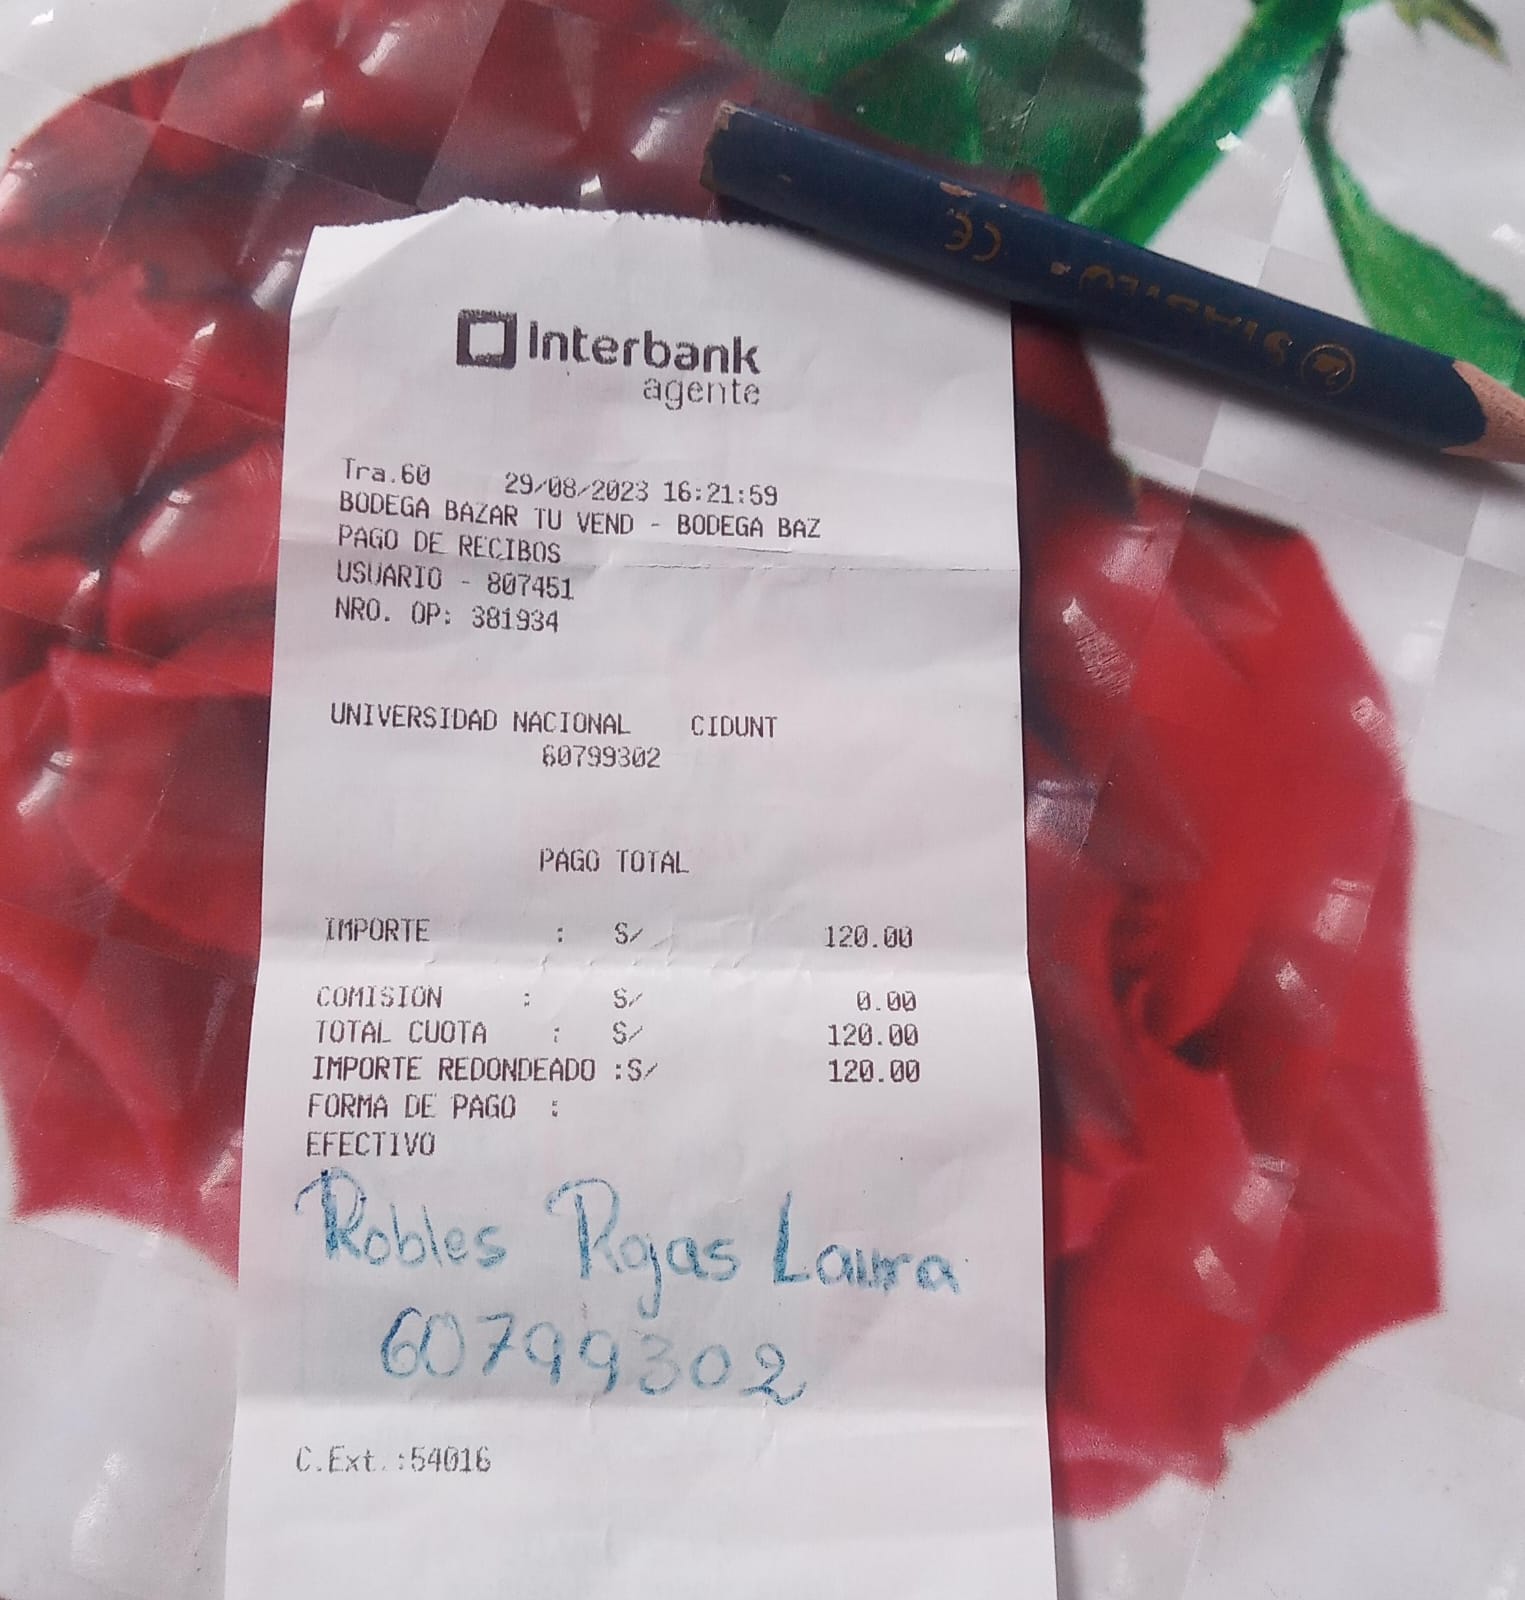 Interbank
agente
Tra.60 29/08/2023 16:21:59
BODEGA BAZAR TU VEND - BODEGA BAZ
PAGO DE RECIBOS
USUARIO - 807451
NRO. OP: 381934
UNIVERSIDAD NACIONAL CIDUNT
60799302
PAGO TOTAL
IMPORTE : S/ 120.00
COMISION : S/ 0.00
TOTAL CUOTA : S/ 120.00
IMPORTE REDONDEADO :S/ 120.00
FORMA DE PAGO :
EFECTIVO
Robles Rojas Laura
60799302
C.Ext.:54016
STABILO
CE